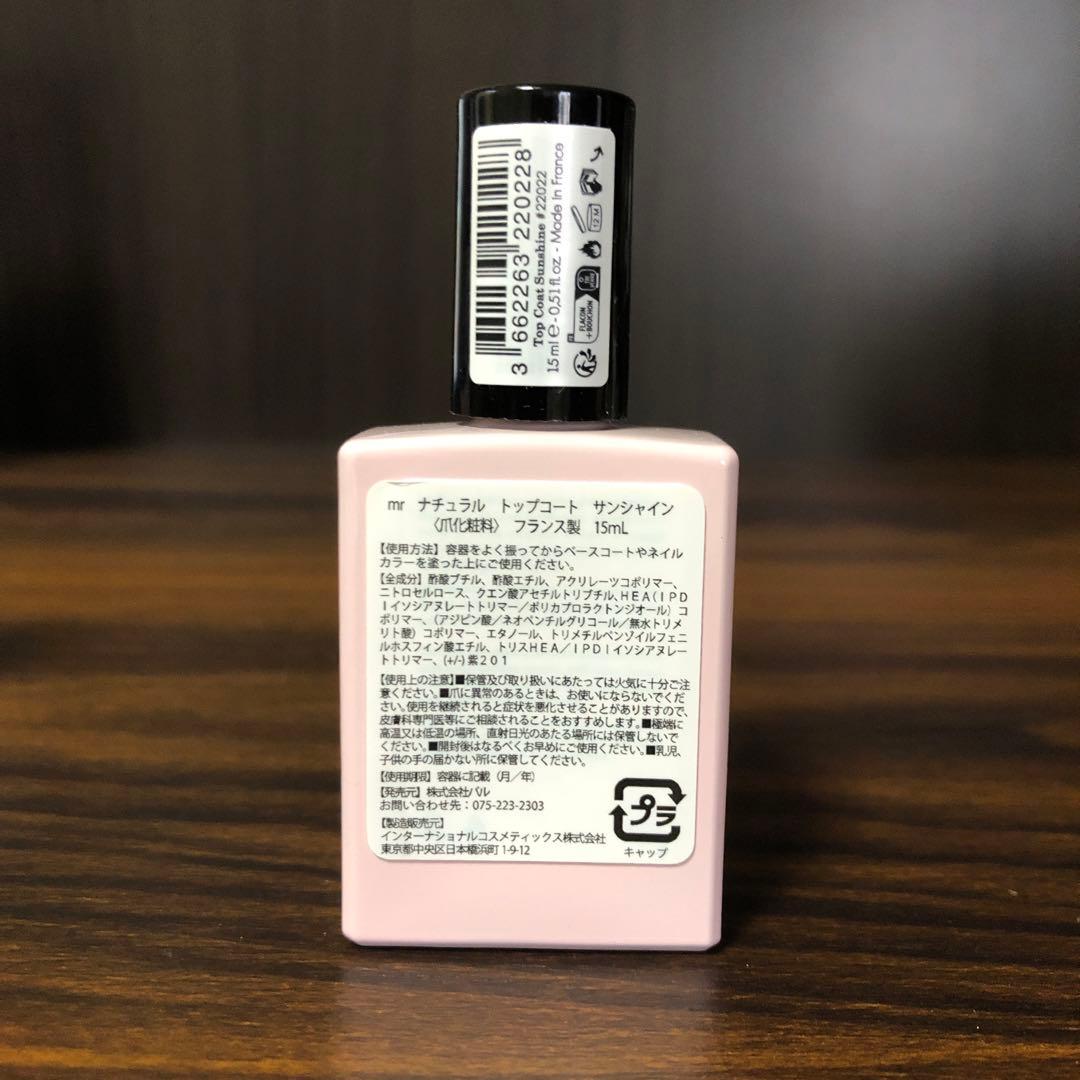 3 662263 220228
Top Coat Sunshine #22022
15 ml e - 0,51 fl.oz - Made in France
FR
FLACON
+ BOUCHON
12 M
mr ナチュラル トップコート サンシャイン
〈爪化粧料〉 フランス製 15mL
【使用方法】容器をよく振ってからベースコートやネイル
カラーを塗った上にご使用ください。
【全成分】酢酸ブチル、酢酸エチル、アクリレーツコポリマー、
ニトロセルロース、クエン酸アセチルトリブチル、HEA(IPD
Iイソシアヌレートトリマー/ポリカプロラクトンジオール)コ
ポリマー、(アジピン酸/ネオペンチルグリコール/無水トリメ
リト酸)コポリマー、エタノール、トリメチルベンゾイルフェニ
ルホスフィン酸エチル、トリスHEA/IPDIイソシアヌレー
トトリマー、(+/-)紫201
【使用上の注意】■保管及び取り扱いにあたっては火気に十分ご注
意ください。■爪に異常のあるときは、お使いにならないでくだ
さい。使用を継続されると症状を悪化させることがありますので、
皮膚科専門医等にご相談されることをおすすめします。■極端に
高温又は低温の場所、直射日光のあたる場所には保管しないで
ください。■開封後はなるべくお早めにご使用ください。■乳児、
子供の手の届かない所に保管してください。
【使用期限】容器に記載(月/年)
【発売元】株式会社バル
お問い合わせ先:075-223-2303
【製造販売元】
インターナショナルコスメティックス株式会社
東京都中央区日本橋浜町1-9-12
プラ
キャップ